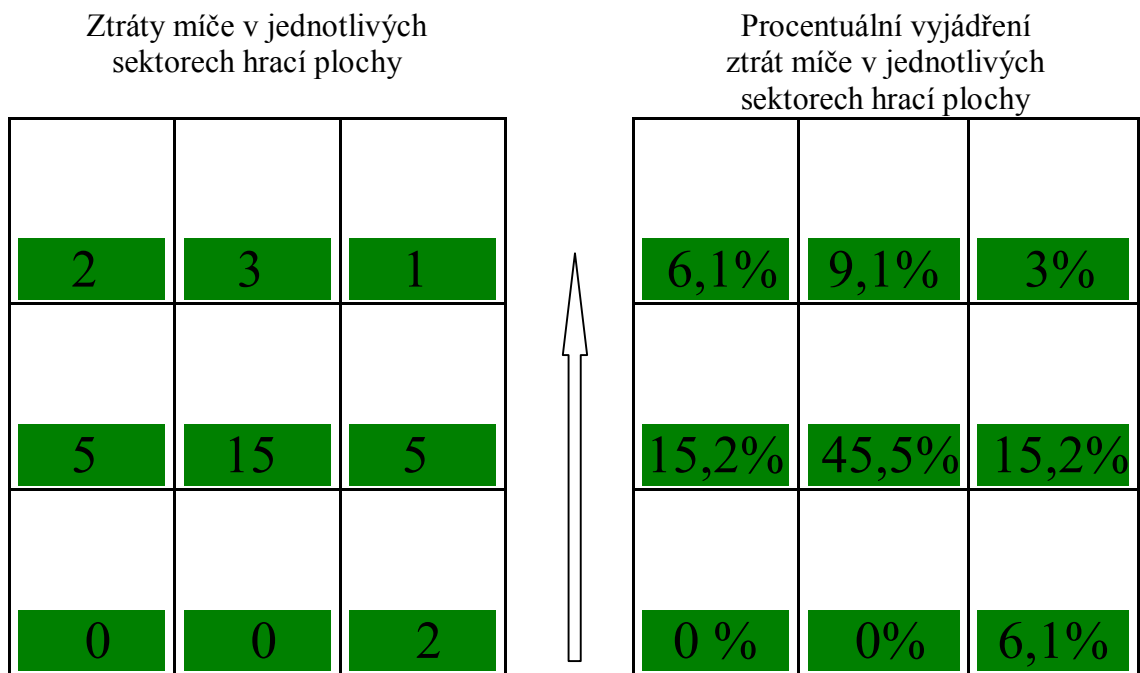 Ztráty míče v jednotlivých
sektorech hrací plochy
2 3 1
5 15 5
0 0 2
Procentuální vyjádření
ztrát míče v jednotlivých
sektorech hrací plochy
6,1% 9,1% 3%
15,2% 45,5% 15,2%
0 % 0% 6,1%